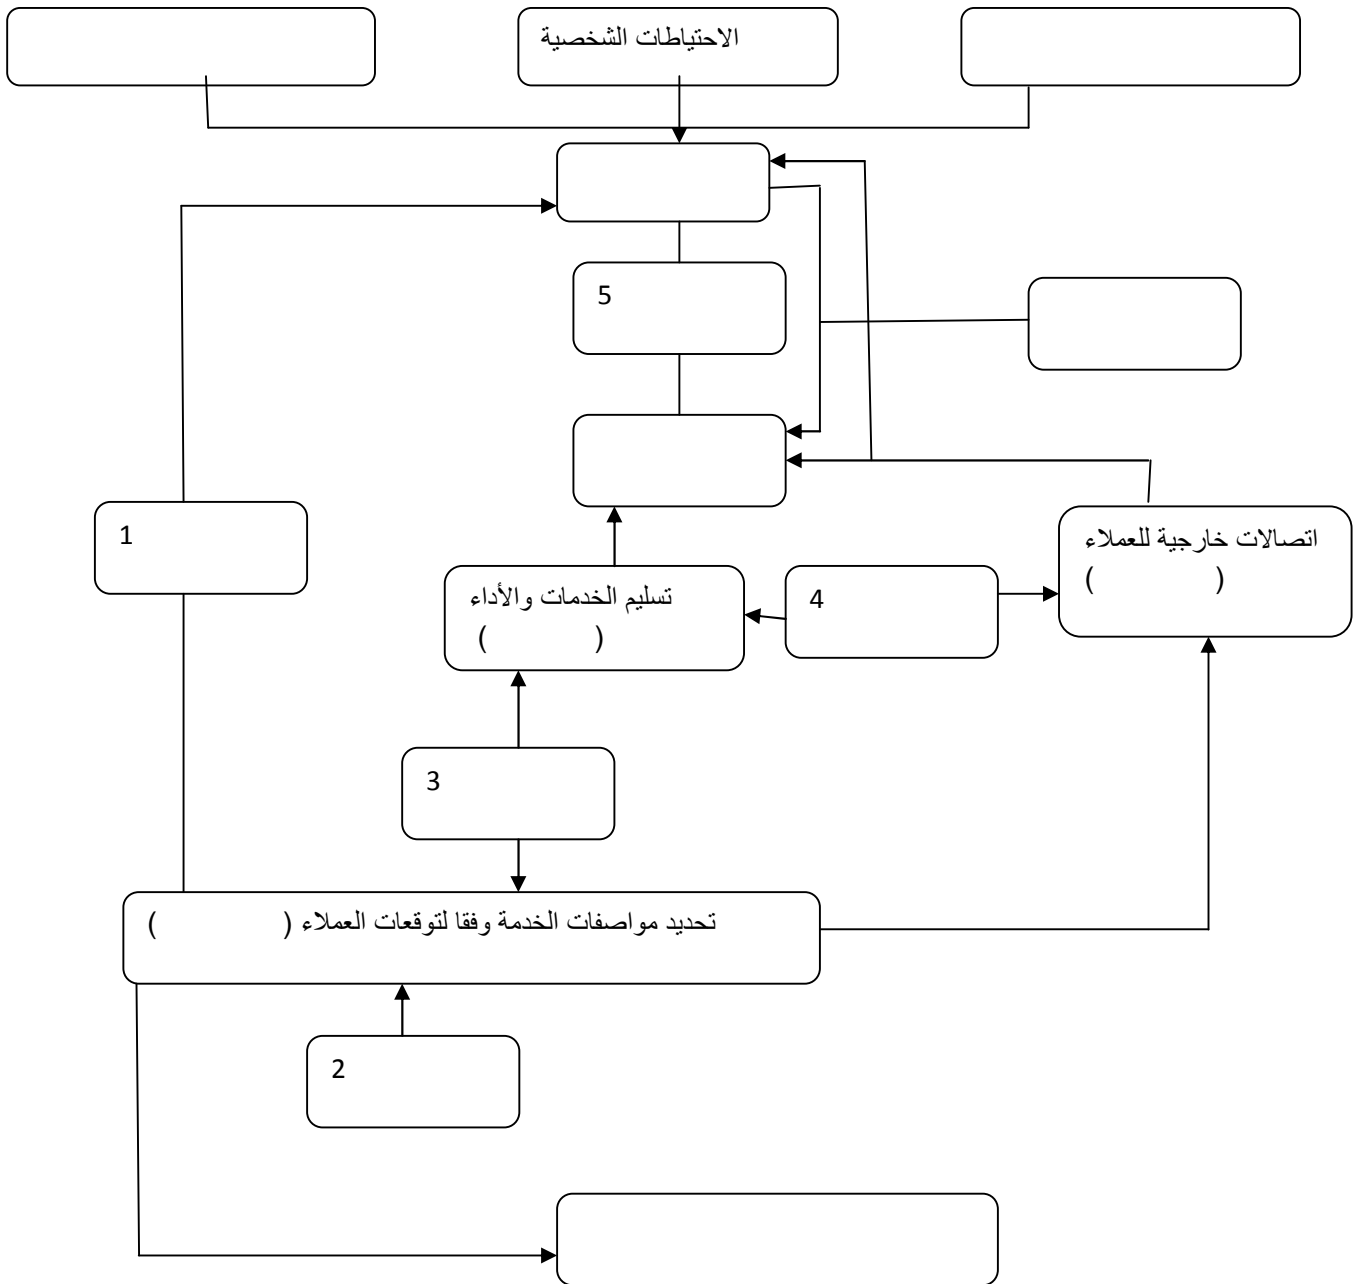 الاحتياطات الشخصية
5
1
اتصالات خارجية للعملاء
( )
تسليم الخدمات والأداء
( )
4
3
تحديد مواصفات الخدمة وفقا لتوقعات العملاء ( )
2